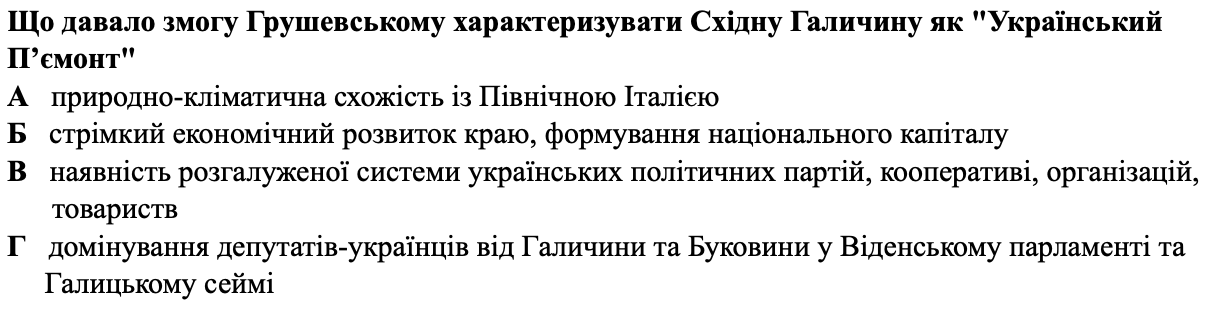 Що давало змогу Грушевському характеризувати Східну Галичину як "Український
П’ємонт"
А природно-кліматична схожість із Північною Італією
Б стрімкий економічний розвиток краю, формування національного капіталу
В наявність розгалуженої системи українських політичних партій, кооперативі, організацій,
товариств
Г домінування депутатів-українців від Галичини та Буковини у Віденському парламенті та
Галицькому сеймі